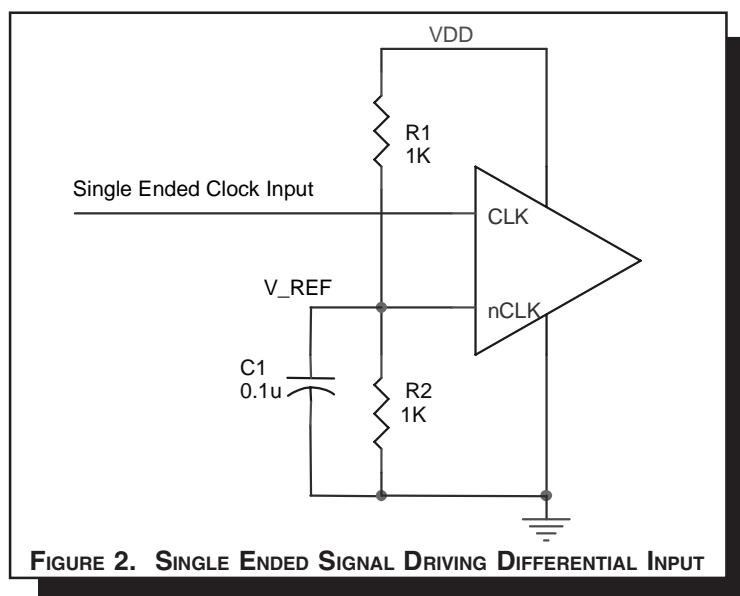 VDD
R1
1K
Single Ended Clock Input
CLK
V_REF
nCLK
C1
0.1u
R2
1K
FIGURE 2. SINGLE ENDED SIGNAL DRIVING DIFFERENTIAL INPUT